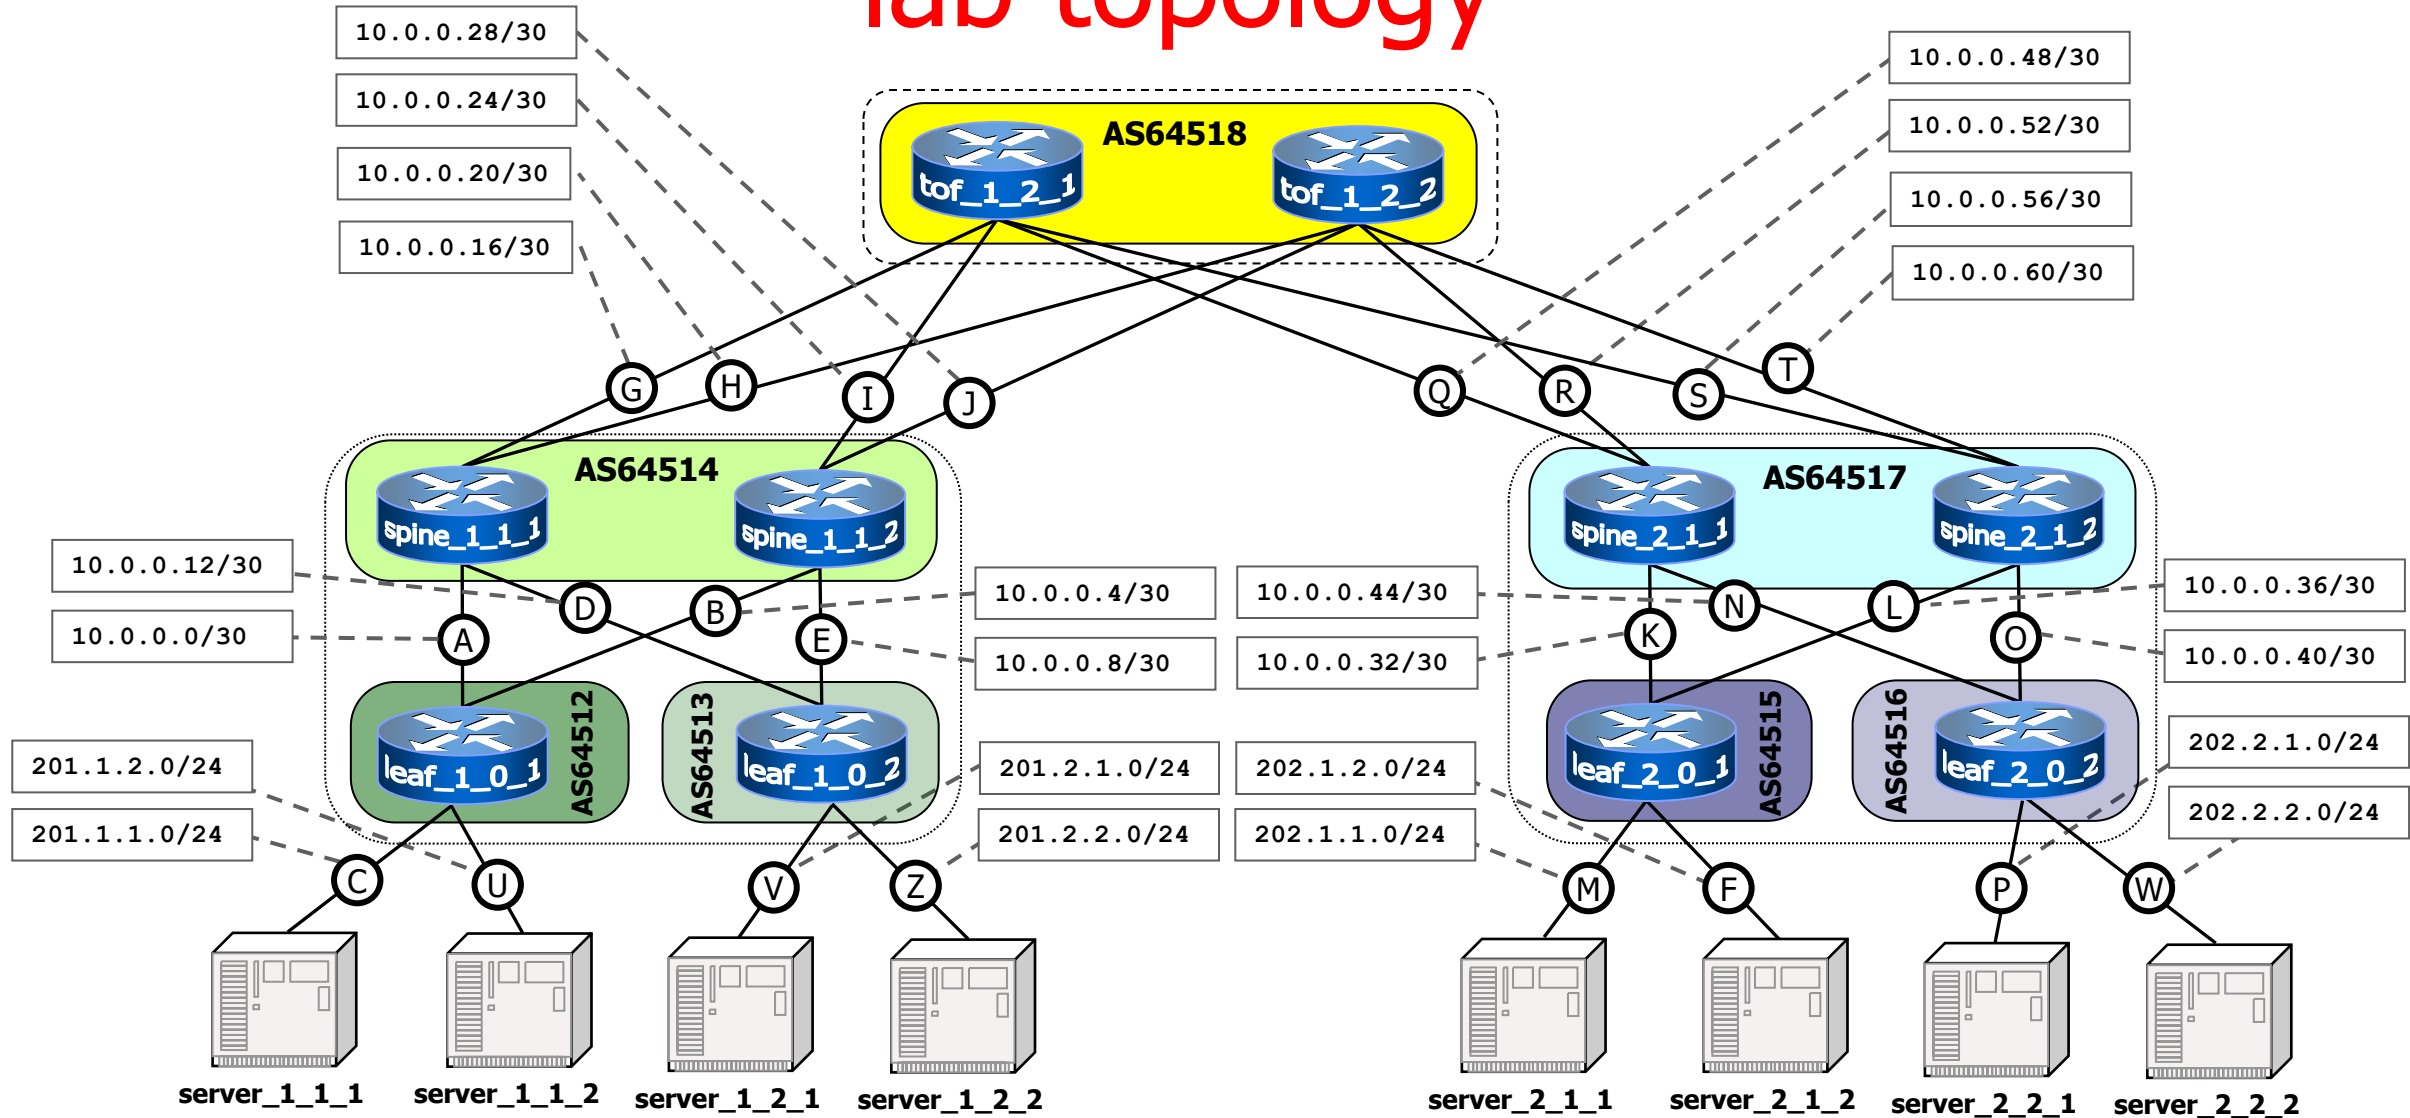 lab topology
10.0.0.28/30
10.0.0.24/30
10.0.0.20/30
10.0.0.16/30
10.0.0.48/30
10.0.0.52/30
10.0.0.56/30
10.0.0.60/30
AS64518
tof_1_2_1
tof_1_2_2
G
H
I
J
Q
R
S
T
AS64514
spine_1_1_1
spine_1_1_2
AS64517
spine_2_1_1
spine_2_1_2
10.0.0.12/30
10.0.0.0/30
D
B
A
E
10.0.0.4/30
10.0.0.8/30
10.0.0.44/30
10.0.0.32/30
N
L
K
O
10.0.0.36/30
10.0.0.40/30
leaf_1_0_1
AS64512
AS64513
leaf_1_0_2
leaf_2_0_1
AS64515
AS64516
leaf_2_0_2
201.1.2.0/24
201.1.1.0/24
201.2.1.0/24
201.2.2.0/24
202.1.2.0/24
202.1.1.0/24
202.2.1.0/24
202.2.2.0/24
C
U
V
Z
M
F
P
W
server_1_1_1
server_1_1_2
server_1_2_1
server_1_2_2
server_2_1_1
server_2_1_2
server_2_2_1
server_2_2_2